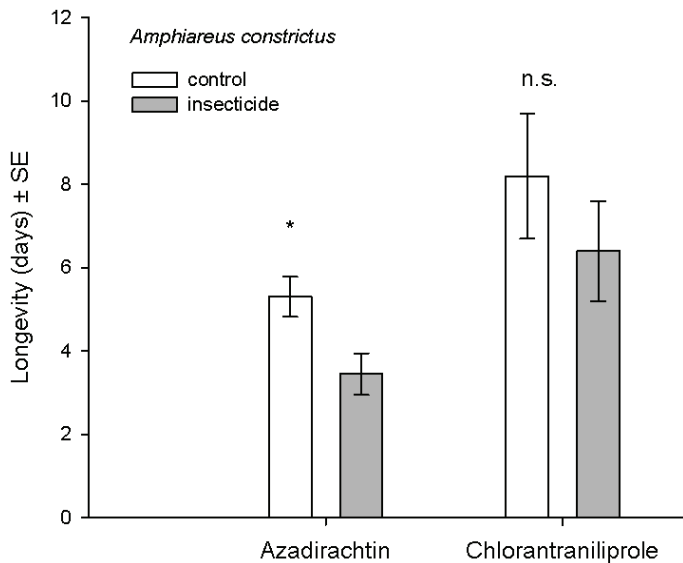 Amphiareus constrictus
control
insecticide
n.s.
*
12
10
8
6
4
2
0
Longevity (days) ± SE
Azadirachtin
Chlorantraniliprole